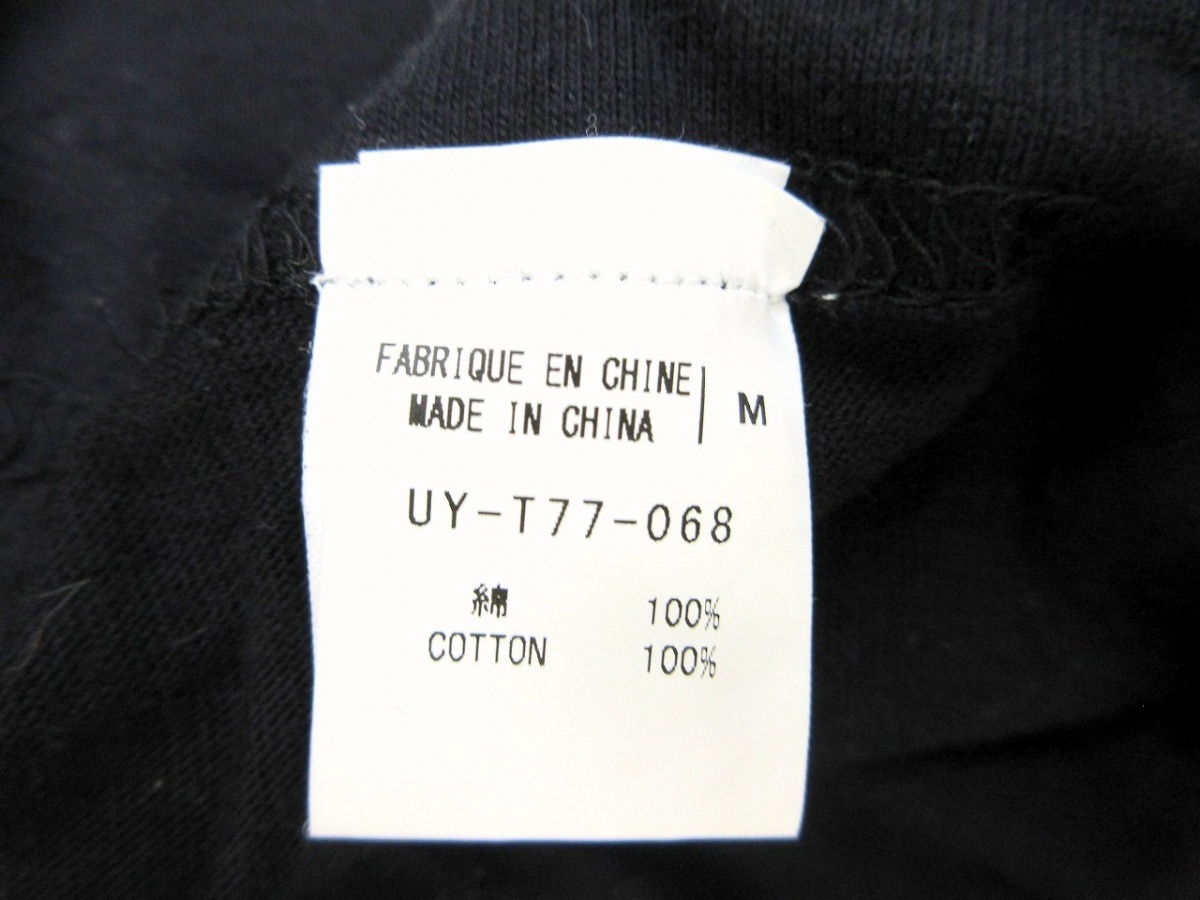 FABRIQUE EN CHINE
MADE IN CHINA
M
UY-T77-068
綿 100%
COTTON 100%